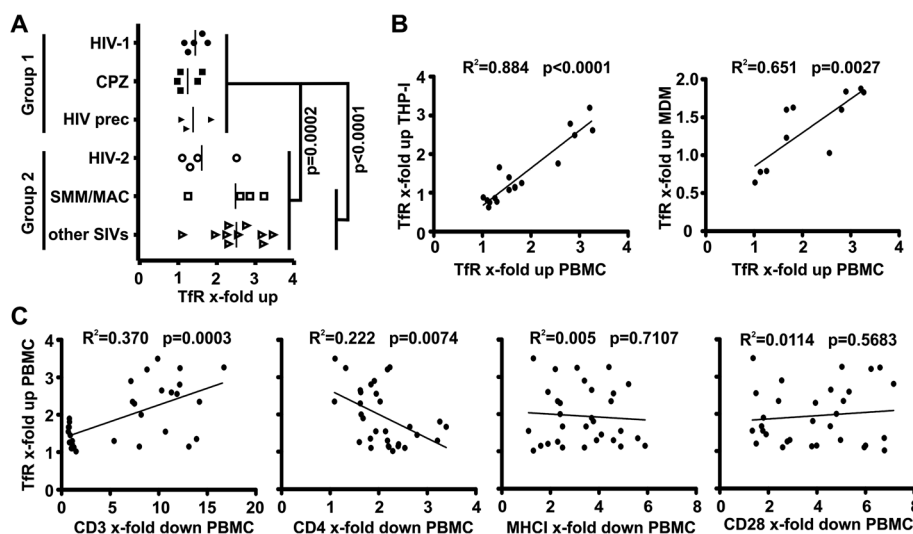 A
Group 1
HIV-1
CPZ
HIV prec
Group 2
HIV-2
SMM/MAC
other SIVs
p=0.0002
p<0.0001
0 1 2 3 4
TfR x-fold up
B
R²=0.884 p<0.0001
TfR x-fold up THP-I
4
3
2
1
0
0 1 2 3 4
TfR x-fold up PBMC
R²=0.651 p=0.0027
TfR x-fold up MDM
2.0
1.5
1.0
0.5
0
0 1 2 3 4
TfR x-fold up PBMC
C
R²=0.370 p=0.0003
TfR x-fold up PBMC
4
3
2
1
0
0 5 10 15 20
CD3 x-fold down PBMC
R²=0.222 p=0.0074
0 1 2 3 4
CD4 x-fold down PBMC
R²=0.005 p=0.7107
0 2 4 6 8
MHCI x-fold down PBMC
R²=0.0114 p=0.5683
0 2 4 6 8
CD28 x-fold down PBMC